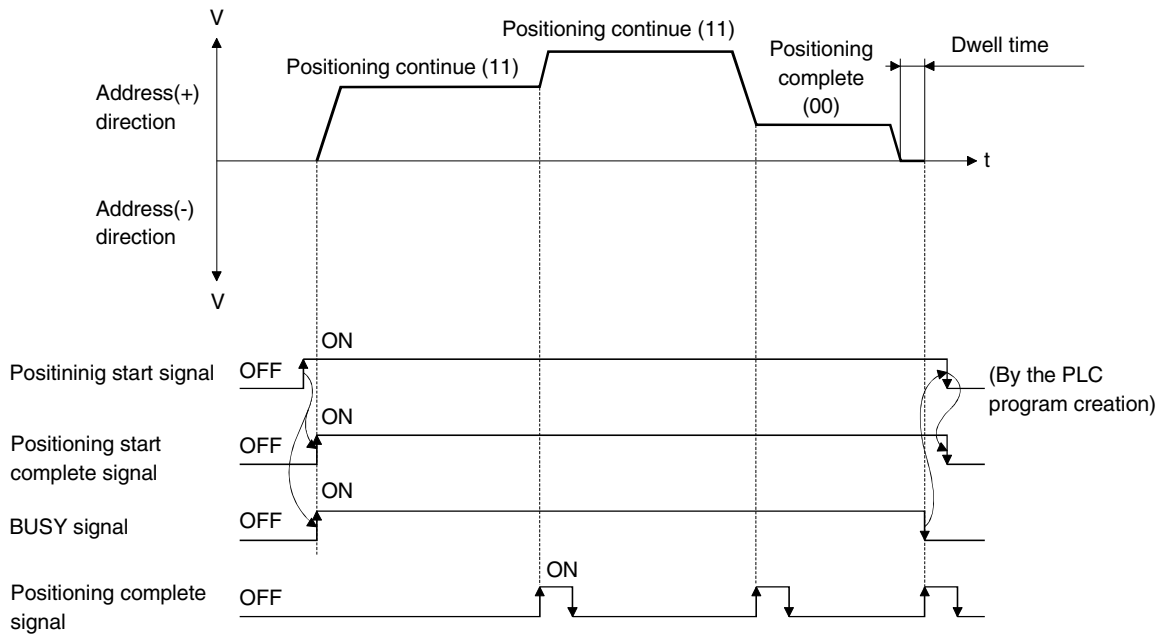 V
Positioning continue (11)
Positioning continue (11)
Positioning
complete
(00)
Dwell time
Address(+)
direction
t
Address(-)
direction
V
ON
Positininig start signal
OFF
(By the PLC
program creation)
ON
Positioning start
complete signal
OFF
ON
BUSY signal
OFF
ON
Positioning complete
signal
OFF